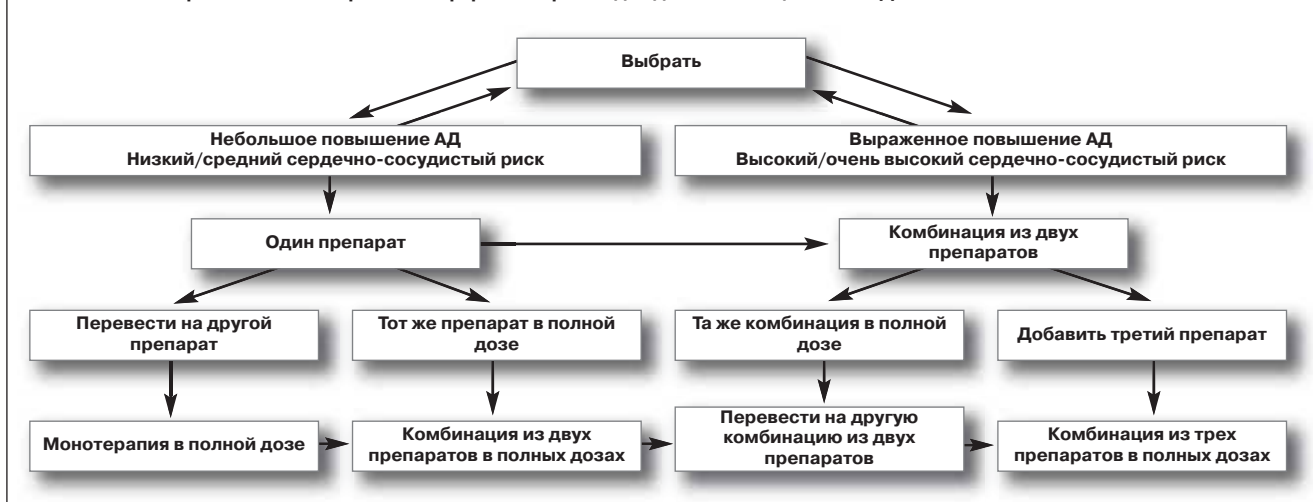 Выбрать
Небольшое повышение АД
Низкий/средний сердечно-сосудистый риск
Выраженное повышение АД
Высокий/очень высокий сердечно-сосудистый риск
Один препарат
Комбинация из двух
препаратов
Перевести на другой
препарат
Тот же препарат в полной
дозе
Та же комбинация в полной
дозе
Добавить третий препарат
Монотерапия в полной дозе
Комбинация из двух
препаратов в полных дозах
Перевести на другую
комбинацию из двух
препаратов
Комбинация из трех
препаратов в полных дозах